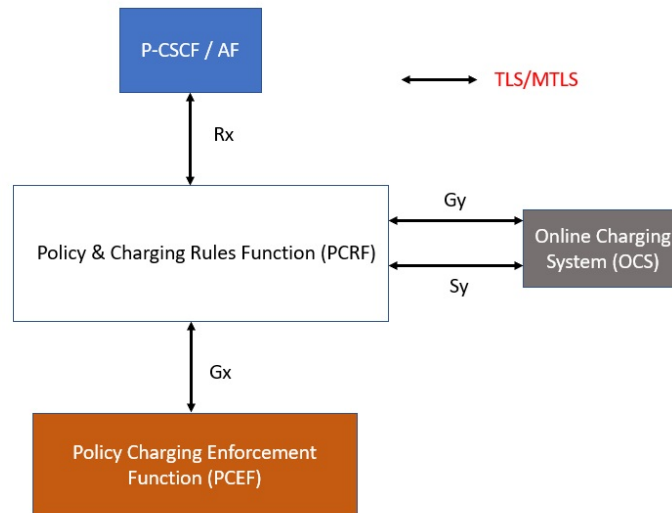 P-CSCF / AF
TLS/MTLS
Rx
Gy
Policy & Charging Rules Function (PCRF)
Online Charging
System (OCS)
Sy
Gx
Policy Charging Enforcement
Function (PCEF)